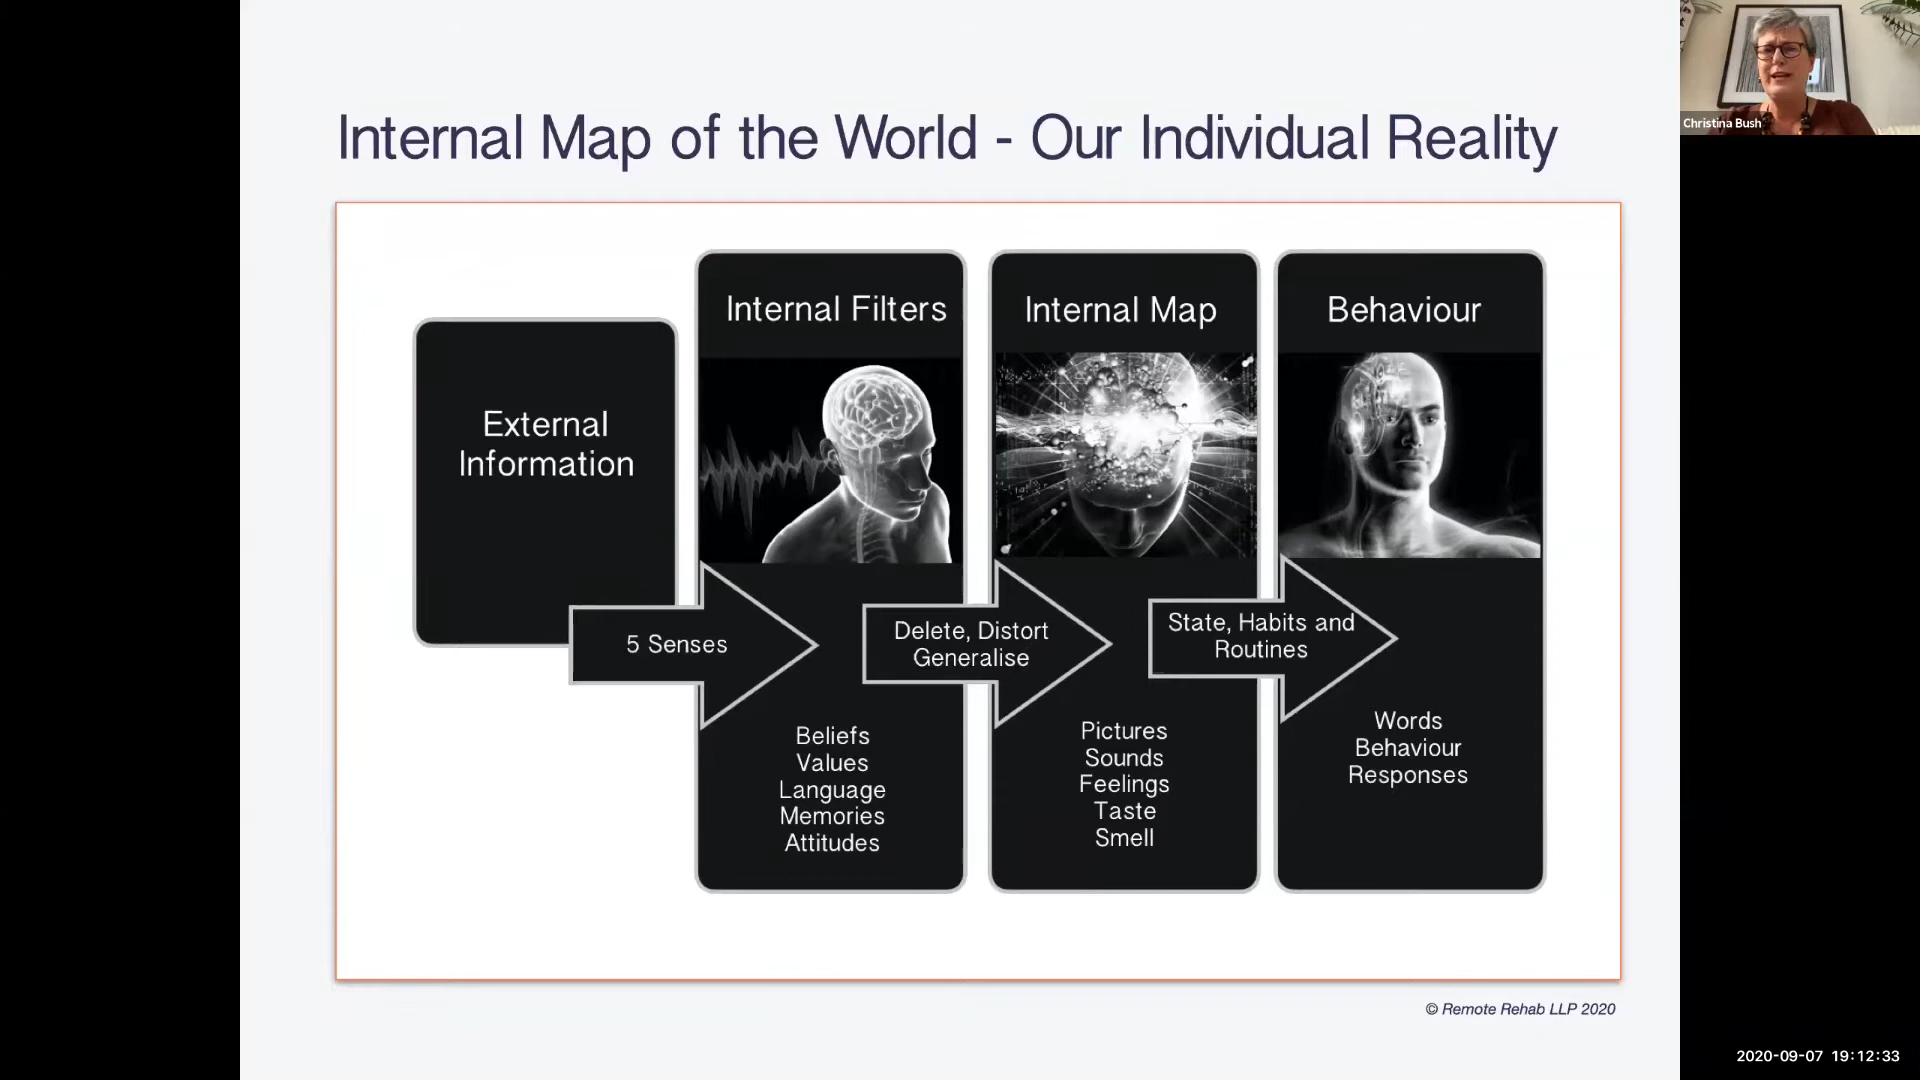 Christina Bush
Internal Map of the World - Our Individual Reality
External
Information
5 Senses
Internal Filters
Beliefs
Values
Language
Memories
Attitudes
Delete, Distort
Generalise
Internal Map
Pictures
Sounds
Feelings
Taste
Smell
State, Habits and
Routines
Behaviour
Words
Behaviour
Responses
© Remote Rehab LLP 2020
2020-09-07 19:12:33